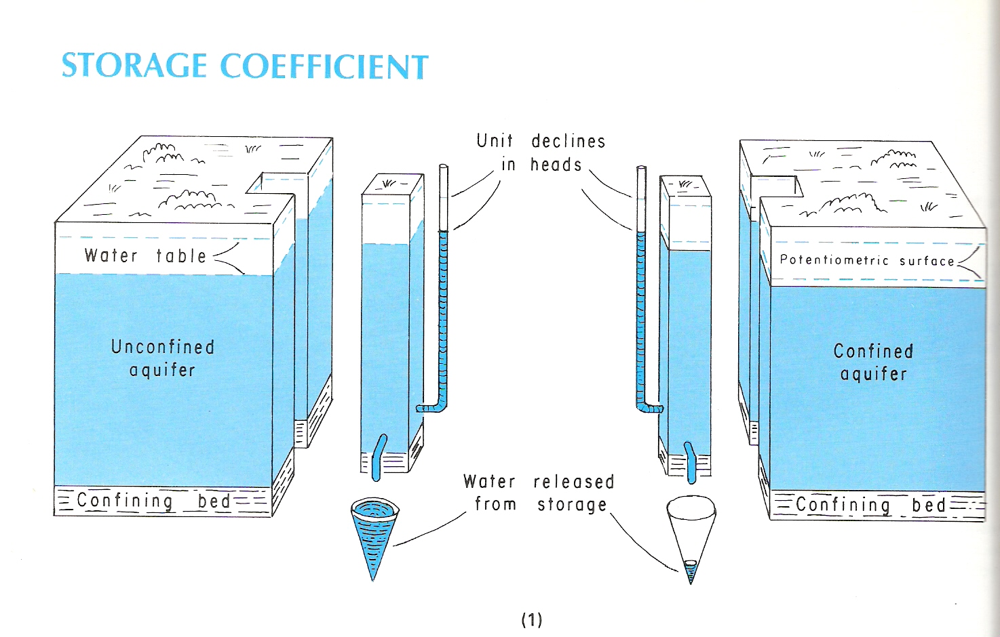 STORAGE COEFFICIENT
Unit declines
in heads
Water table
Potentiometric surface
Unconfined
aquifer
Confined
aquifer
Water released
from storage
Confining bed
Confining bed
(1)